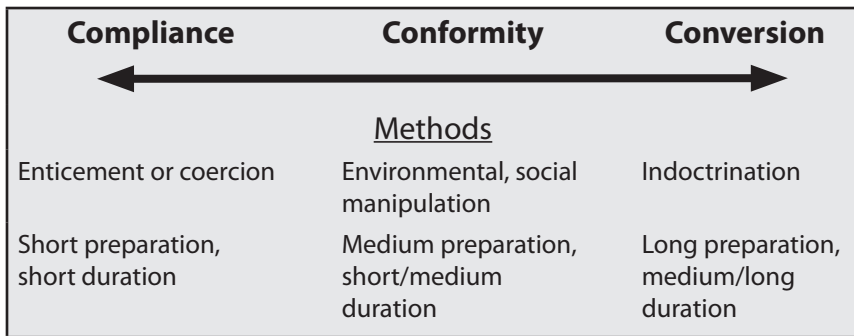 Compliance Conformity Conversion
Methods
Enticement or coercion
Environmental, social
manipulation
Indoctrination
Short preparation,
short duration
Medium preparation,
short/medium
duration
Long preparation,
medium/long
duration